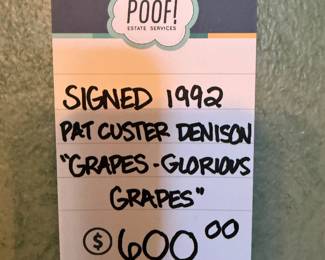 POOF!
ESTATE SERVICES
SIGNED 1992
PAT CUSTER DENISON
"GRAPES - GLORIOUS
GRAPES"
$ 600 00